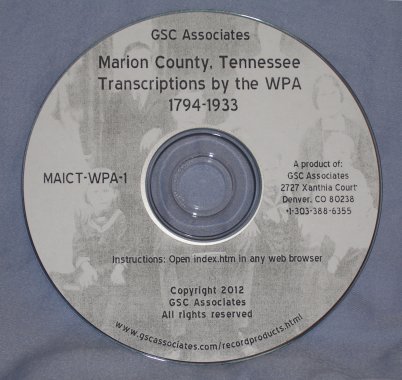 GSC Associates
Marion County, Tennessee
Transcriptions by the WPA
1794-1933
MAICT-WPA-1
A product of:
GSC Associates
2727 Xanthia Court
Denver, CO 80238
+1-303-388-6355
Instructions: Open index.htm in any web browser
Copyright 2012
GSC Associates
All rights reserved
www.gscassociates.com/recordproducts.html